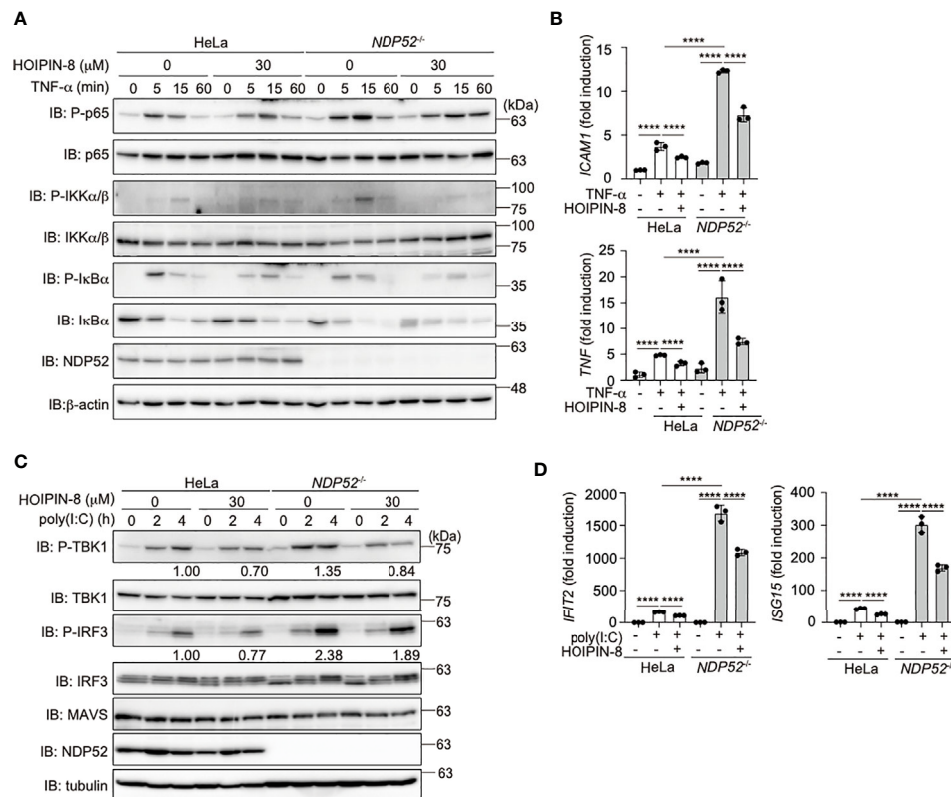 A
HeLa NDP52-/-
HOIPIN-8 (μM) 0 30 0 30
TNF-α (min) 0 5 15 60 0 5 15 60 0 5 15 60 0 5 15 60
(kDa)
IB: P-p65 63
IB: p65 63
IB: P-IKKα/β 100
75
IB: IKKα/β 100
75
IB: P-IκBα 35
IB: IκBα 35
IB: NDP52 63
IB:β-actin 48
B
ICAM1 (fold induction)
15
10
5
0
**** **** **** **** ****
TNF-α - + + - + +
HOIPIN-8 + +
HeLa NDP52-/-
TNF (fold induction)
25
20
15
10
5
0
**** **** **** **** ****
TNF-α - + + - + +
HOIPIN-8 + +
HeLa NDP52-/-
C
HeLa NDP52-/-
HOIPIN-8 (μM) 0 30 0 30
poly(I:C) (h) 0 2 4 0 2 4 0 2 4 0 2 4
(kDa)
IB: P-TBK1 75
1.00 0.70 1.35 0.84
IB: TBK1 75
IB: P-IRF3 63
1.00 0.77 2.38 1.89
IB: IRF3 63
IB: MAVS 63
IB: NDP52 63
IB: tubulin 63
D
IFIT2 (fold induction)
2000
1500
1000
500
0
**** **** **** **** ****
poly(I:C) - + + - + +
HOIPIN-8 + +
HeLa NDP52-/-
ISG15 (fold induction)
400
300
200
100
0
**** **** **** **** ****
- + + - + +
+ +
HeLa NDP52-/